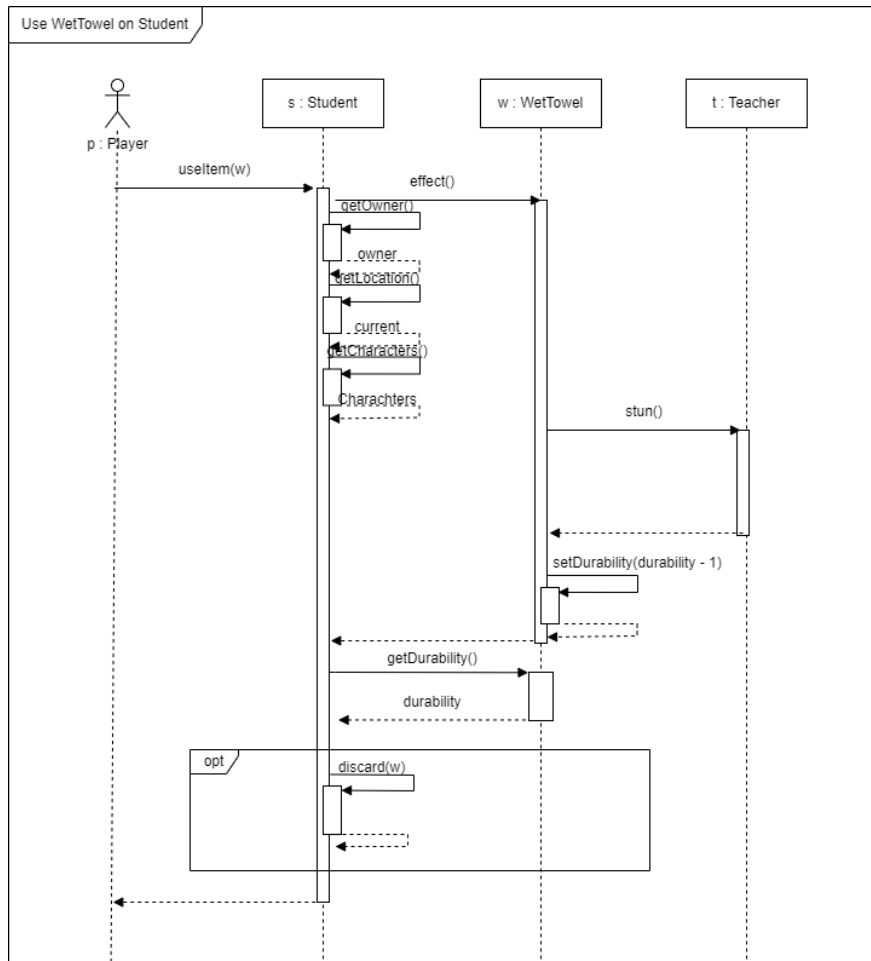 Use WetTowel on Student
p : Player
s : Student
w : WetTowel
t : Teacher
useItem(w)
effect()
getOwner()
owner
getLocation()
current
getCharacters()
Charachters
stun()
setDurability(durability - 1)
getDurability()
durability
opt
discard(w)